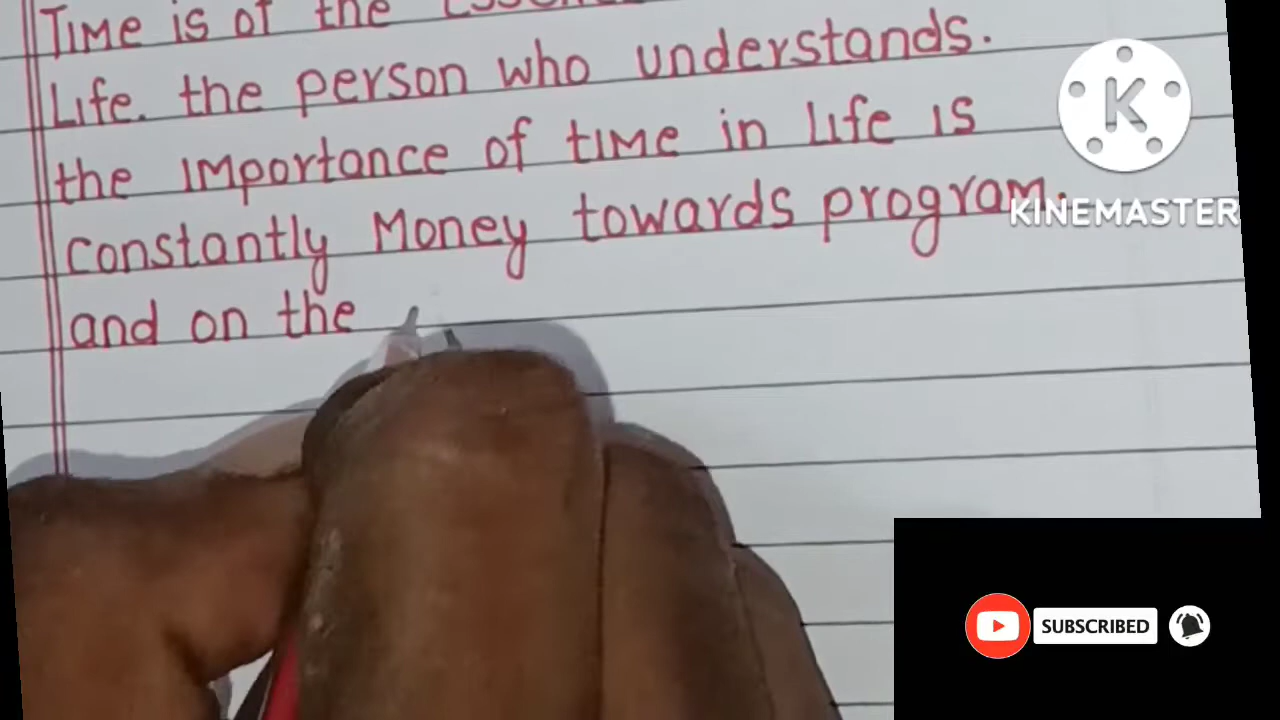 Time is of the
Life. the person who understands.
the importance of time in life is
constantly Money towards program.
and on the
K
KINEMASTER
SUBSCRIBED